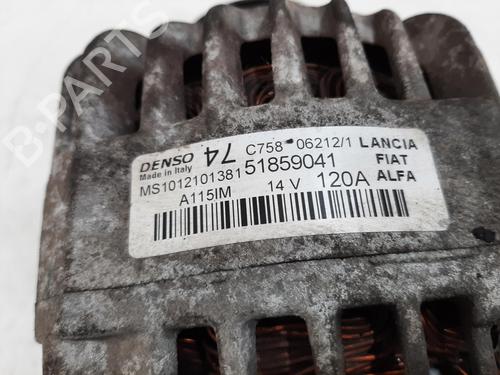 DENSO 74 C758 06212/1 LANCIA
Made in Italy
MS1012101381 51859041 FIAT
A115IM 14 V 120A ALFA
B-PARTS